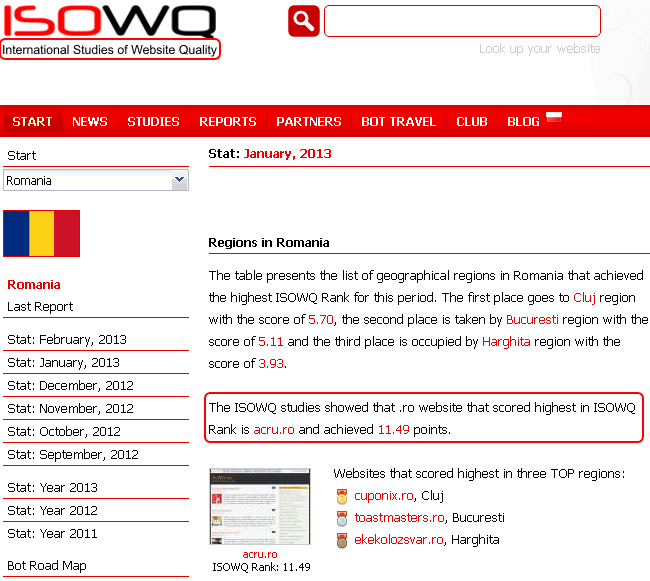 ISOWQ
International Studies of Website Quality
Look up your website
START NEWS STUDIES REPORTS PARTNERS BOT TRAVEL CLUB BLOG
Start
Romania
Romania
Last Report
Stat: February, 2013
Stat: January, 2013
Stat: December, 2012
Stat: November, 2012
Stat: October, 2012
Stat: September, 2012
Stat: Year 2013
Stat: Year 2012
Stat: Year 2011
Bot Road Map
Stat: January, 2013
Regions in Romania
The table presents the list of geographical regions in Romania that achieved
the highest ISOWQ Rank for this period. The first place goes to Cluj region
with the score of 5.70, the second place is taken by Bucuresti region with the
score of 5.11 and the third place is occupied by Harghita region with the
score of 3.93.
The ISOWQ studies showed that .ro website that scored highest in ISOWQ
Rank is acru.ro and achieved 11.49 points.
acru.ro
ISOWQ Rank: 11.49
Websites that scored highest in three TOP regions:
cuponix.ro, Cluj
toastmasters.ro, Bucuresti
ekekolozsvar.ro, Harghita